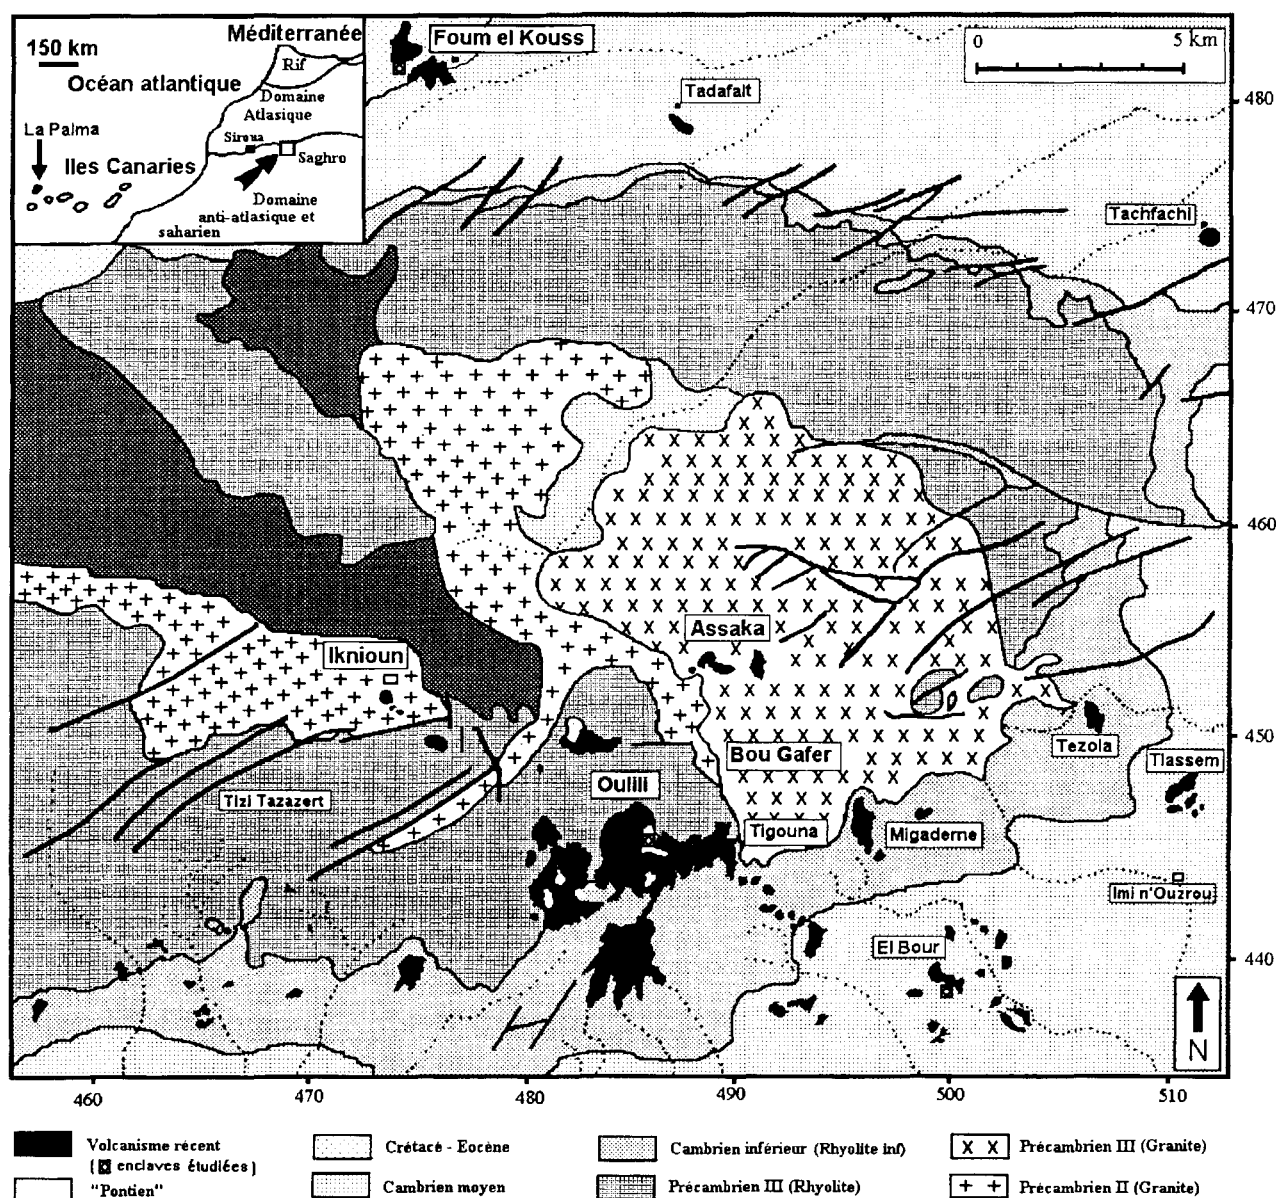 150 km
Méditerranée
Rif
Océan atlantique
Domaine
Atlasique
La Palma
Siroua
Iles Canaries
Saghro
Domaine
anti-atlasique et
saharien
Foum el Kouss
Tadafalt
0 5 km
Tachfachi
Iknioun
Assaka
Bou Gafer
Tezola
Tlassem
Oulili
Tizi Tazazert
Tigouna
Migaderne
Imi n'Ouzrou
El Bour
N
480
470
460
450
440
460 470 480 490 500 510
Volcanisme récent
( enclaves étudiées )
"Pontien"
Crétacé - Eocène
Cambrien moyen
Cambrien inférieur (Rhyolite inf)
Précambrien III (Rhyolite)
X X Précambrien III (Granite)
+ + Précambrien II (Granite)